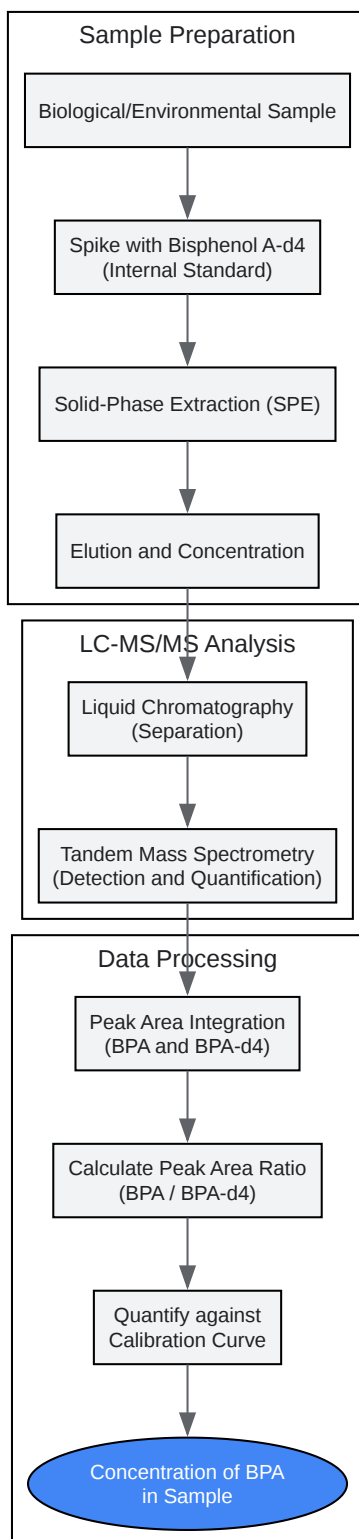 Sample Preparation
Biological/Environmental Sample
Spike with Bisphenol A-d4
(Internal Standard)
Solid-Phase Extraction (SPE)
Elution and Concentration
LC-MS/MS Analysis
Liquid Chromatography
(Separation)
Tandem Mass Spectrometry
(Detection and Quantification)
Data Processing
Peak Area Integration
(BPA and BPA-d4)
Calculate Peak Area Ratio
(BPA / BPA-d4)
Quantify against
Calibration Curve
Concentration of BPA
in Sample